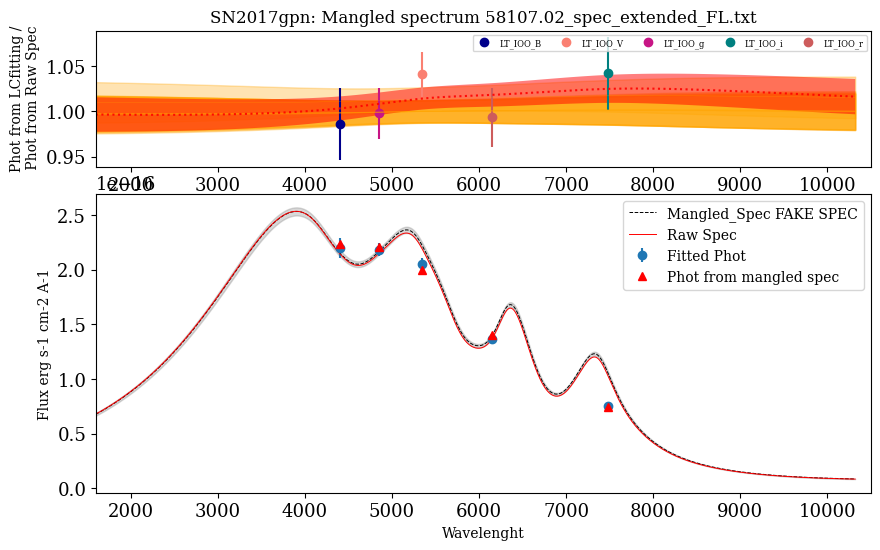 SN2017gpn: Mangled spectrum 58107.02_spec_extended_FL.txt
Phot from LCfitting /
Phot from Raw Spec
LT_IOO_B LT_IOO_V LT_IOO_g LT_IOO_i LT_IOO_r
1.05
1.00
0.95
2000 3000 4000 5000 6000 7000 8000 9000 10000
Flux erg s-1 cm-2 A-1
Mangled_Spec FAKE SPEC
Raw Spec
Fitted Phot
Phot from mangled spec
2.5
2.0
1.5
1.0
0.5
0.0
2000 3000 4000 5000 6000 7000 8000 9000 10000
Wavelenght